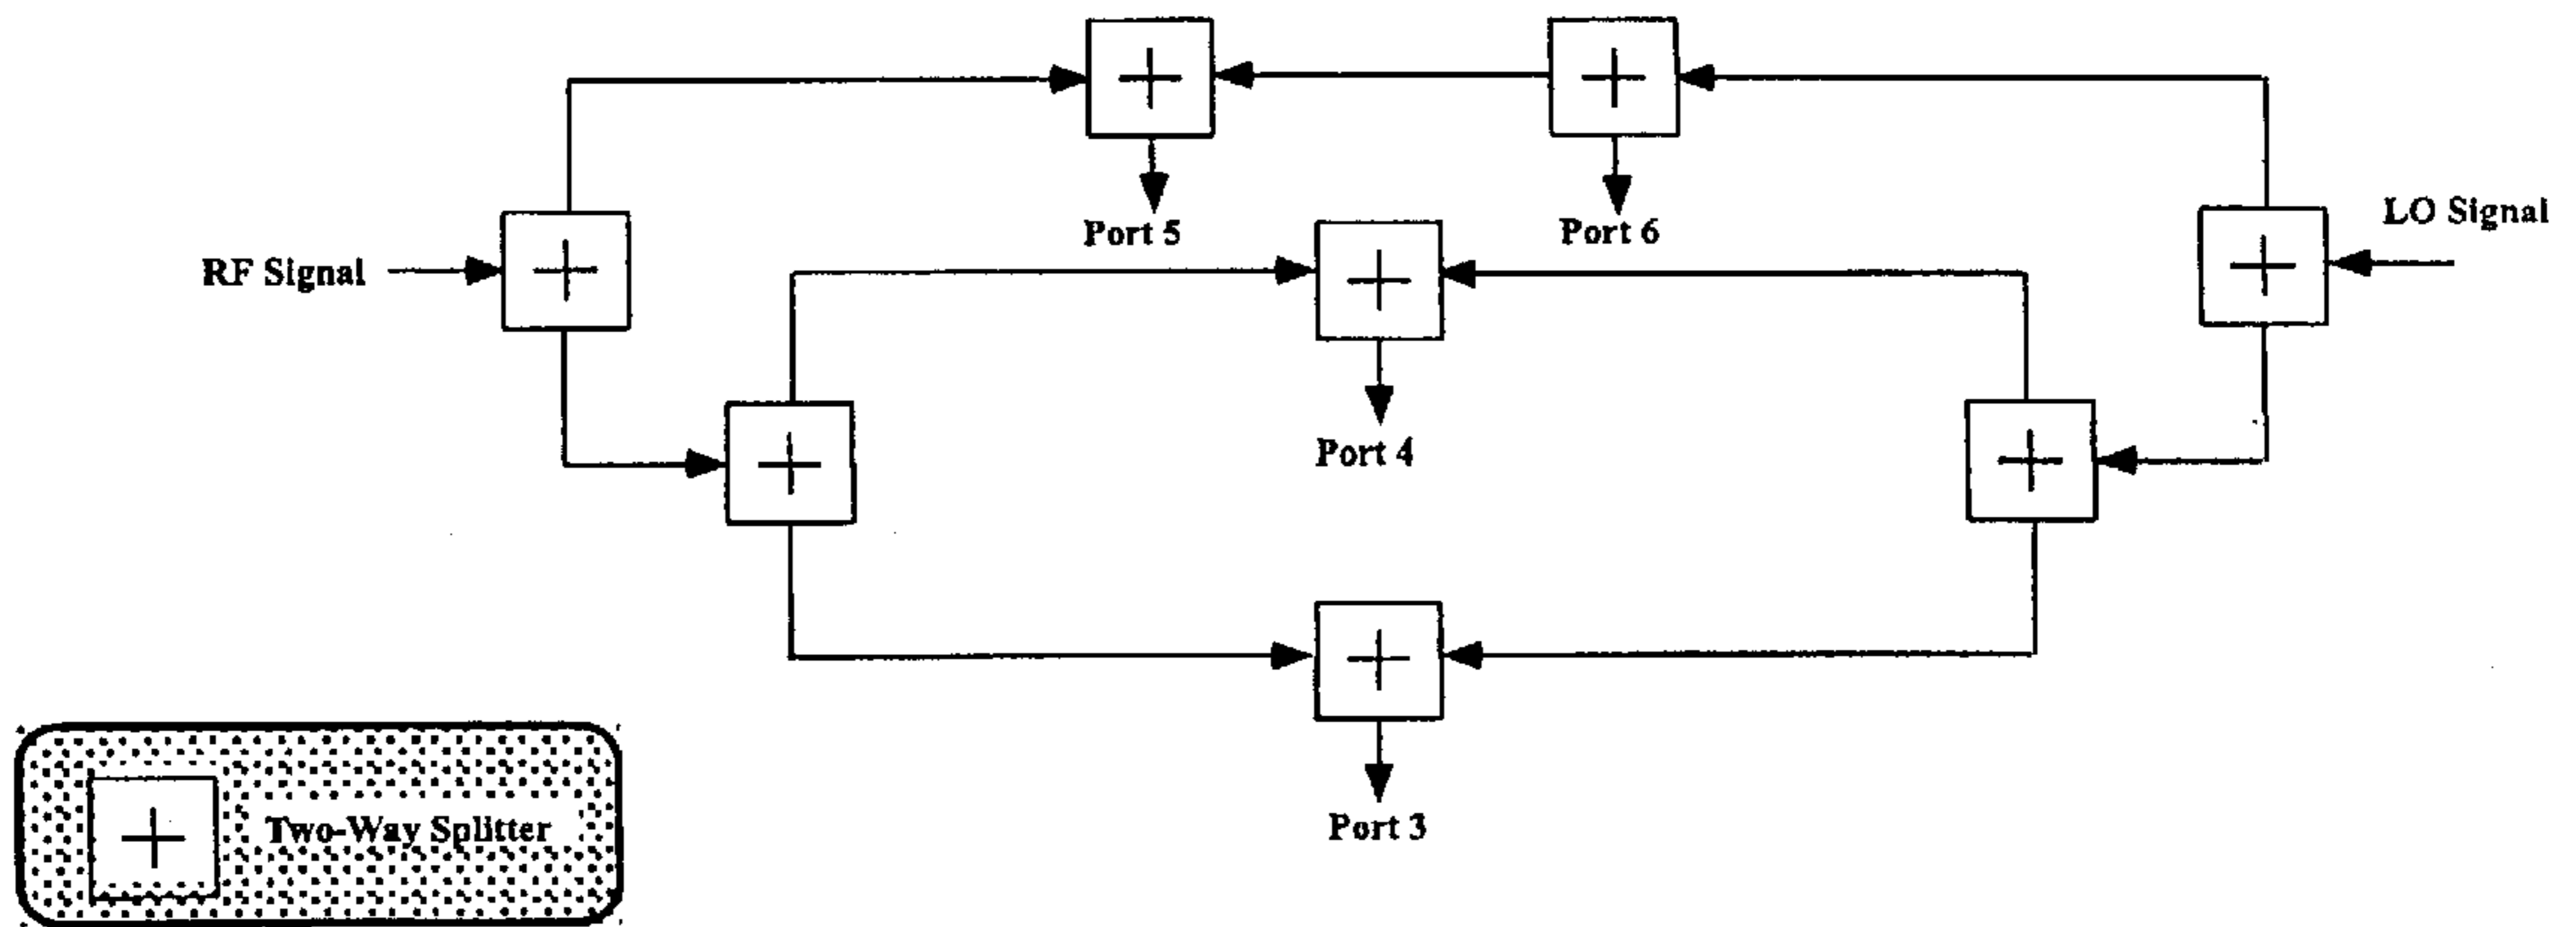 LO Signal
Port 5
Port 6
RF Signal
Port 4
Port 3
Two-Way Splitter